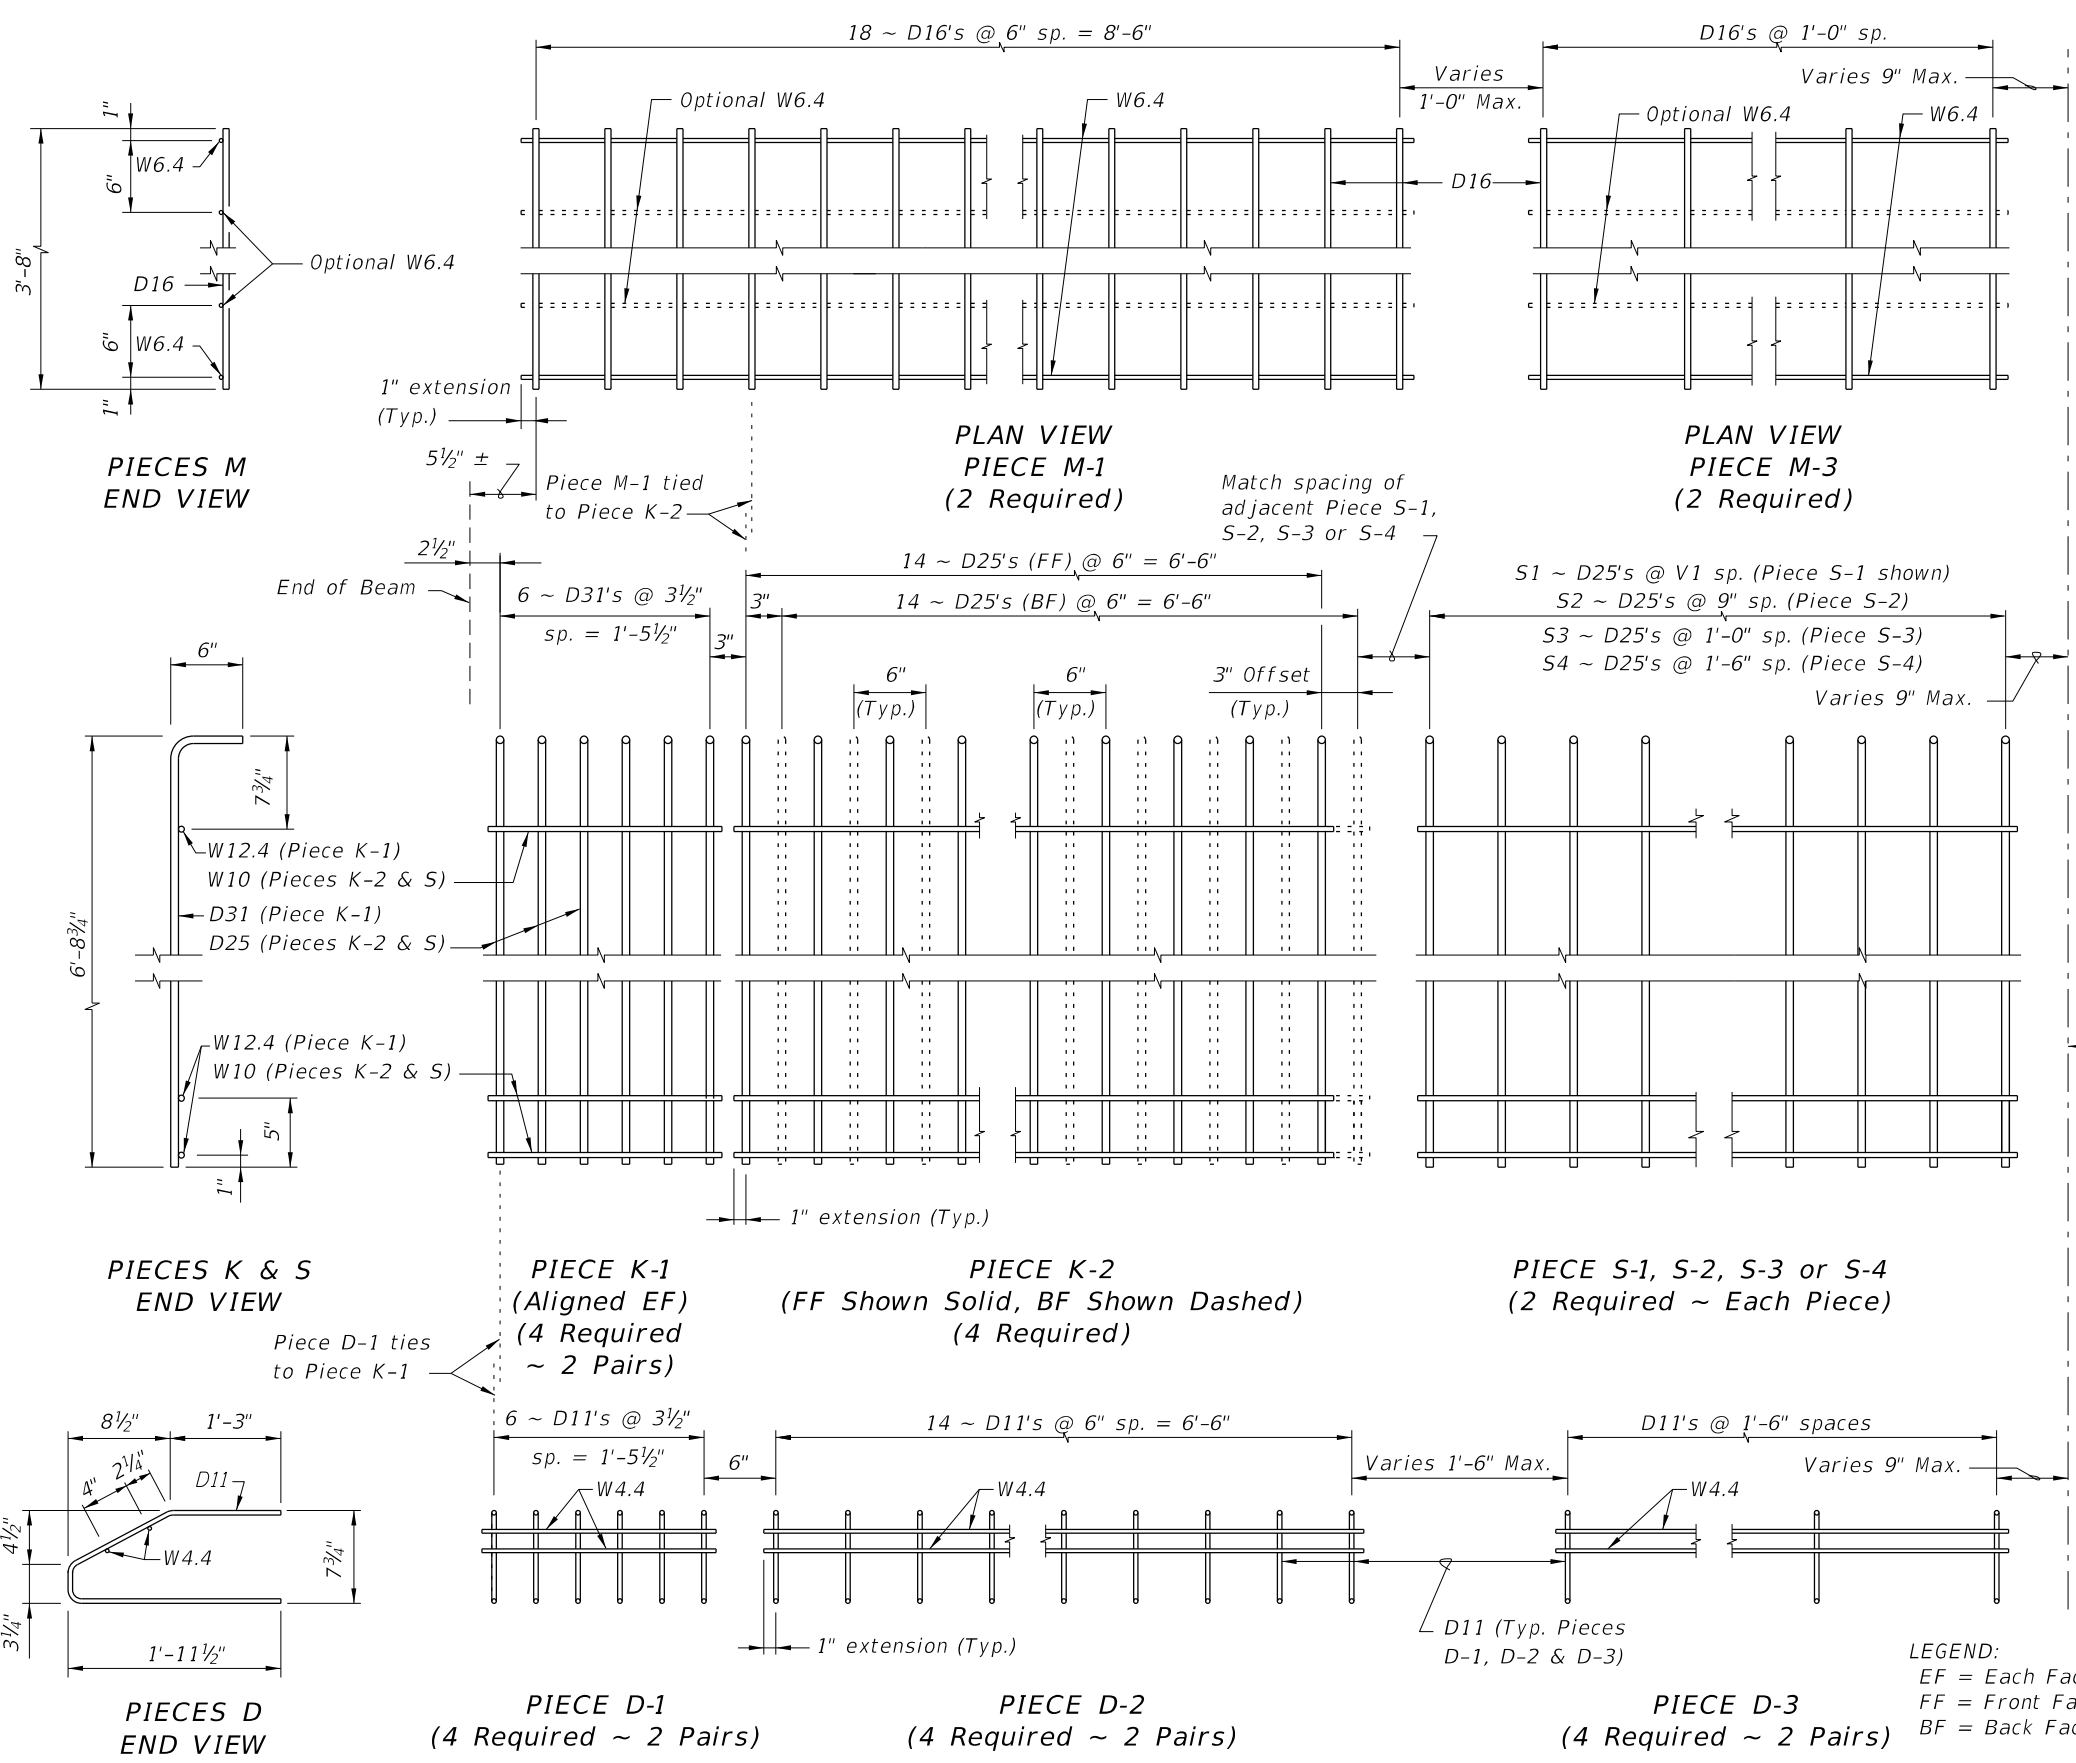 18 ~ D16's @ 6" sp. = 8'-6"
D16's @ 1'-0" sp.
Varies
1'-0" Max.
Varies 9" Max.
Optional W6.4
W6.4
Optional W6.4
W6.4
1"
W6.4
6"
3'-8"
Optional W6.4
D16
D16
6"
W6.4
1"
1" extension
(Typ.)
PIECES M
END VIEW
PLAN VIEW
PIECE M-1
(2 Required)
PLAN VIEW
PIECE M-3
(2 Required)
5½" ±
Piece M-1 tied
to Piece K-2
Match spacing of
adjacent Piece S-1,
S-2, S-3 or S-4
2½"
End of Beam
6 ~ D31's @ 3½"
sp. = 1'-5½"
3"
3"
14 ~ D25's (FF) @ 6" = 6'-6"
14 ~ D25's (BF) @ 6" = 6'-6"
S1 ~ D25's @ V1 sp. (Piece S-1 shown)
S2 ~ D25's @ 9" sp. (Piece S-2)
S3 ~ D25's @ 1'-0" sp. (Piece S-3)
S4 ~ D25's @ 1'-6" sp. (Piece S-4)
Varies 9" Max.
6"
(Typ.)
6"
(Typ.)
3" Offset
(Typ.)
6"
7¾"
W12.4 (Piece K-1)
W10 (Pieces K-2 & S)
D31 (Piece K-1)
D25 (Pieces K-2 & S)
6'-8¾"
W12.4 (Piece K-1)
W10 (Pieces K-2 & S)
5"
1"
1" extension (Typ.)
PIECES K & S
END VIEW
PIECE K-1
(Aligned EF)
(4 Required
~ 2 Pairs)
PIECE K-2
(FF Shown Solid, BF Shown Dashed)
(4 Required)
PIECE S-1, S-2, S-3 or S-4
(2 Required ~ Each Piece)
Piece D-1 ties
to Piece K-1
8½"
1'-3"
4"
2¼"
D11
4½"
W4.4
7¾"
3¼"
1'-11½"
6 ~ D11's @ 3½"
sp. = 1'-5½"
W4.4
6"
14 ~ D11's @ 6" sp. = 6'-6"
W4.4
Varies 1'-6" Max.
D11's @ 1'-6" spaces
Varies 9" Max.
W4.4
1" extension (Typ.)
D11 (Typ. Pieces
D-1, D-2 & D-3)
PIECES D
END VIEW
PIECE D-1
(4 Required ~ 2 Pairs)
PIECE D-2
(4 Required ~ 2 Pairs)
PIECE D-3
(4 Required ~ 2 Pairs)
LEGEND:
EF = Each Fac
FF = Front Fa
BF = Back Fac